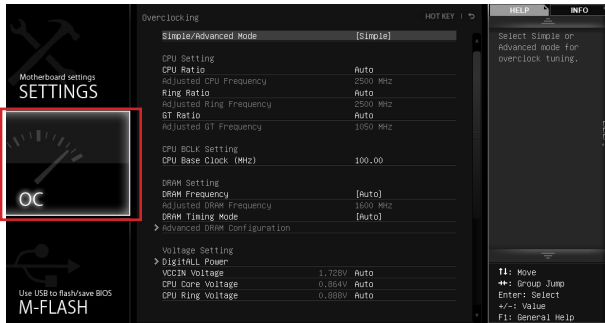 Motherboard settings
SETTINGS
OC
Use USB to flash/save BIOS
M-FLASH
Overclocking
HOT KEY |
Simple/Advanced Mode [Simple]
CPU Setting
CPU Ratio Auto
Adjusted CPU Frequency 2500 MHz
Ring Ratio Auto
Adjusted Ring Frequency 2500 MHz
GT Ratio Auto
Adjusted GT Frequency 1050 MHz
CPU BCLK Setting
CPU Base Clock (MHz) 100.00
DRAM Setting
DRAM Frequency [Auto]
Adjusted DRAM Frequency 1600 MHz
DRAM Timing Mode [Auto]
> Advanced DRAM Configuration
Voltage Setting
> DigitALL Power
VCCIN Voltage 1.728V Auto
CPU Core Voltage 0.864V Auto
CPU Ring Voltage 0.888V Auto
HELP INFO
Select Simple or
Advanced mode for
overclock tuning.
↑↓: Move
→←: Group Jump
Enter: Select
+/-: Value
F1: General Help